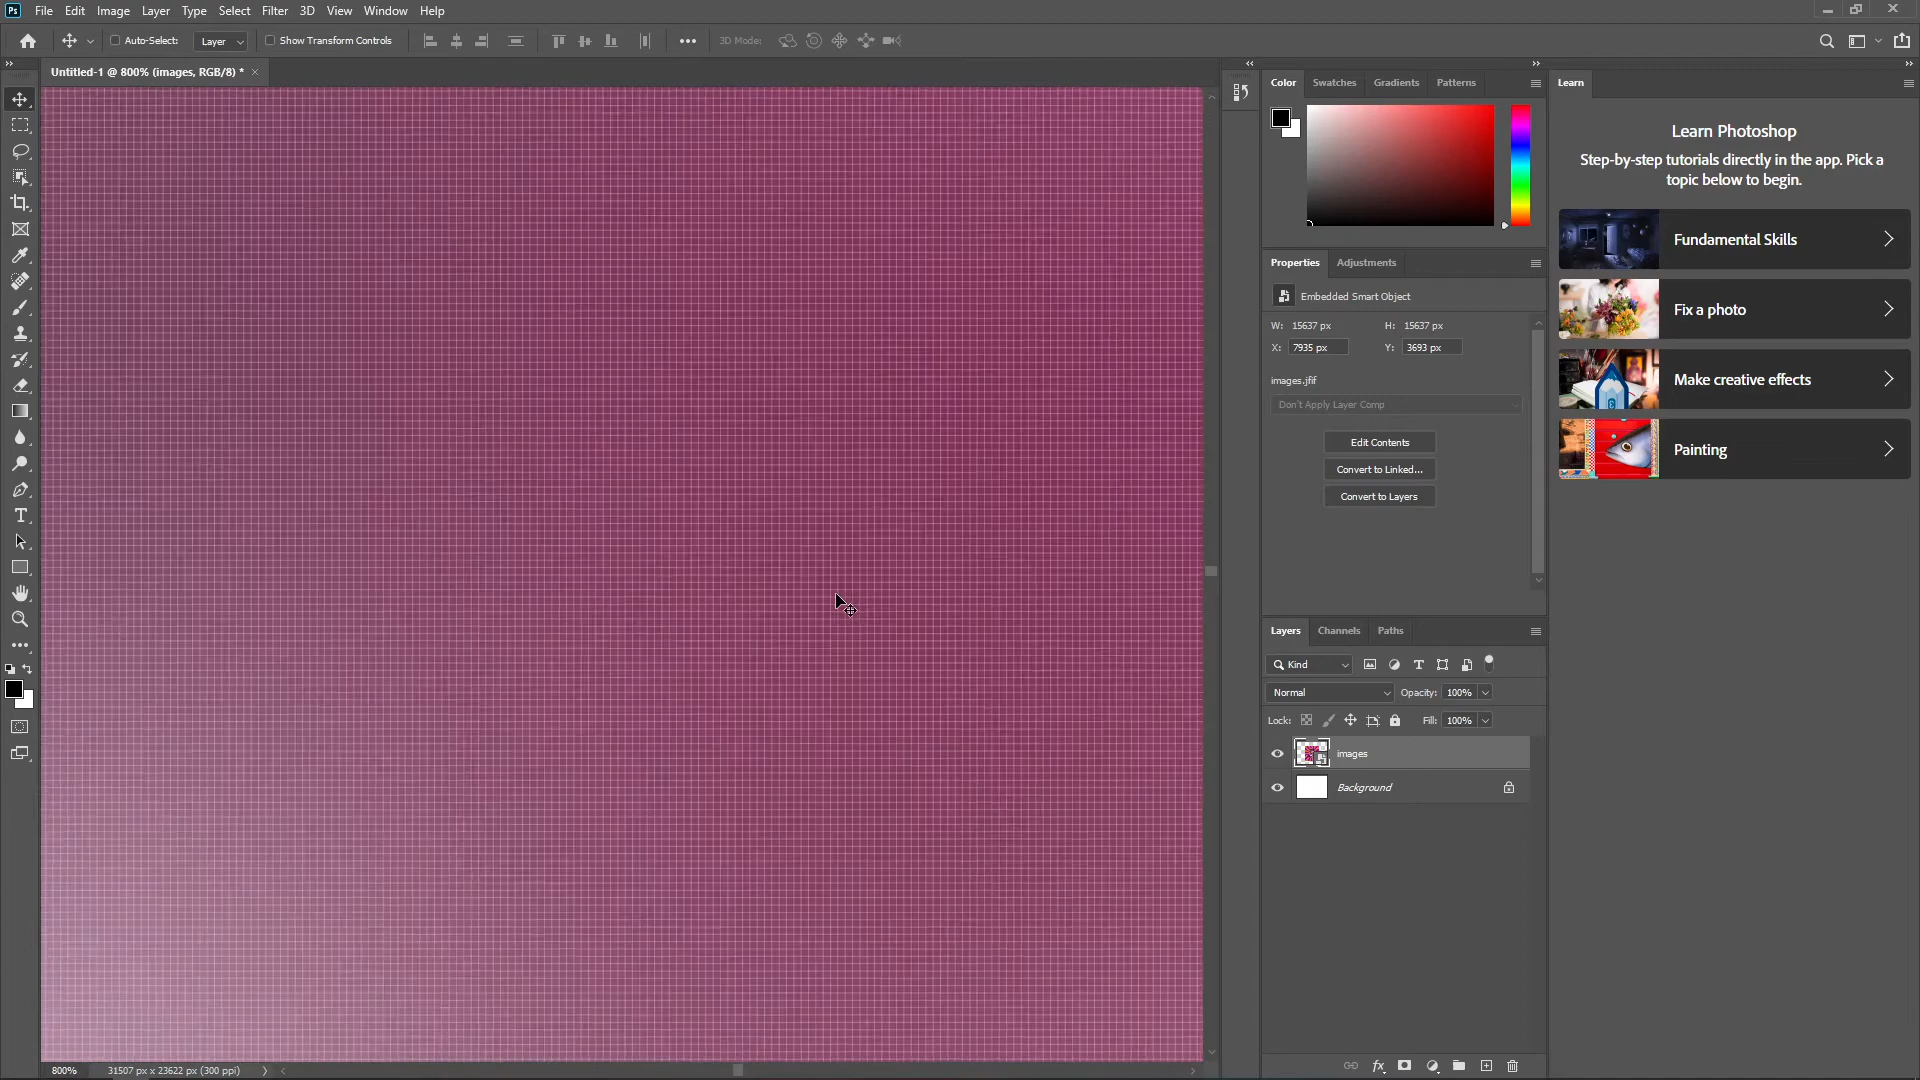 Ps File Edit Image Layer Type Select Filter 3D View Window Help
Auto-Select: Layer Show Transform Controls 3D Mode:
Untitled-1 @ 800% (images, RGB/8) * ×
Color Swatches Gradients Patterns
Properties Adjustments
Embedded Smart Object
W: 15637 px H: 15637 px
X: 7935 px Y: 3693 px
images.jfif
Don't Apply Layer Comp
Edit Contents
Convert to Linked...
Convert to Layers
Layers Channels Paths
Kind
Normal Opacity: 100%
Lock: Fill: 100%
images
Background
Learn
Learn Photoshop
Step-by-step tutorials directly in the app. Pick a
topic below to begin.
Fundamental Skills
Fix a photo
Make creative effects
Painting
800% 31507 px x 23622 px (300 ppi)